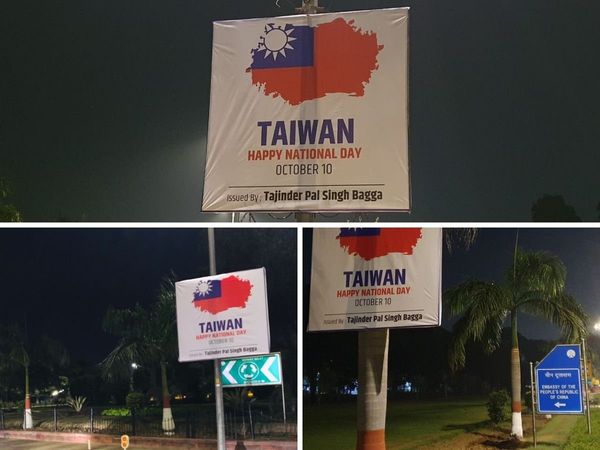 TAIWAN
HAPPY NATIONAL DAY
OCTOBER 10
Issued By : Tajinder Pal Singh Bagga
TAIWAN
HAPPY NATIONAL DAY
OCTOBER 10
Issued By : Tajinder Pal Singh Bagga
TAIWAN
HAPPY NATIONAL DAY
OCTOBER 10
Issued By : Tajinder Pal Singh Bagga
चीन दूतावास
EMBASSY OF THE
PEOPLE'S REPUBLIC
OF CHINA